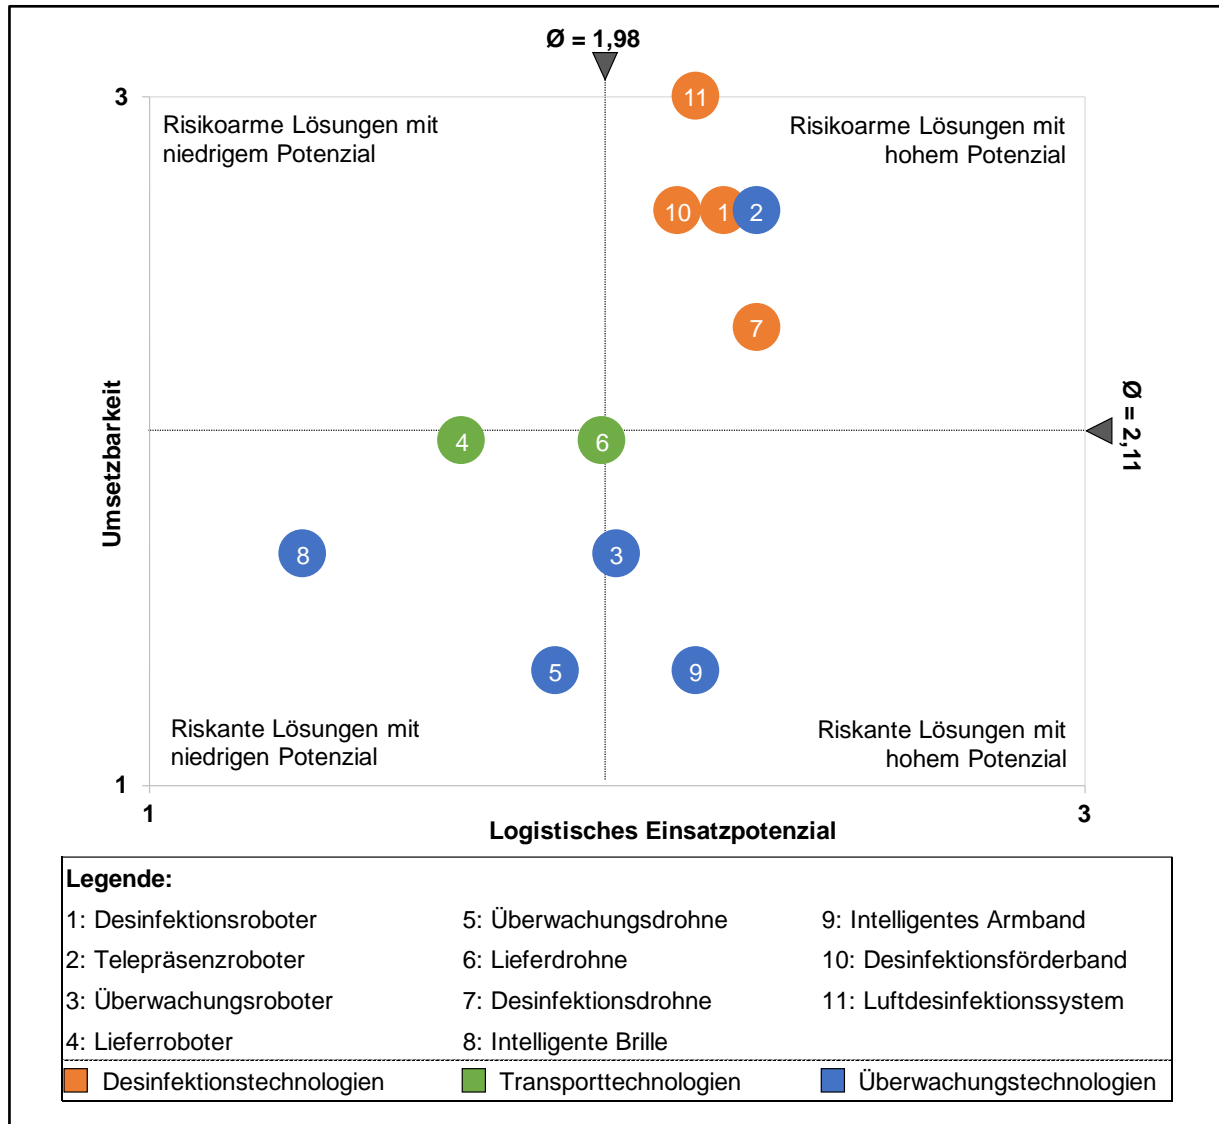 Ø = 1,98
3
Risikoarme Lösungen mit
niedrigem Potenzial
Risikoarme Lösungen mit
hohem Potenzial
11
10
1
2
7
Umsetzbarkeit
Ø = 2,11
4
6
8
3
5
9
Riskante Lösungen mit
niedrigen Potenzial
Riskante Lösungen mit
hohem Potenzial
1
1
3
Logistisches Einsatzpotenzial
Legende:
1: Desinfektionsroboter
5: Überwachungsdrohne
9: Intelligentes Armband
2: Telepräsenzroboter
6: Lieferdrohne
10: Desinfektionsförderband
3: Überwachungsroboter
7: Desinfektionsdrohne
11: Luftdesinfektionssystem
4: Lieferroboter
8: Intelligente Brille
Desinfektionstechnologien
Transporttechnologien
Überwachungstechnologien